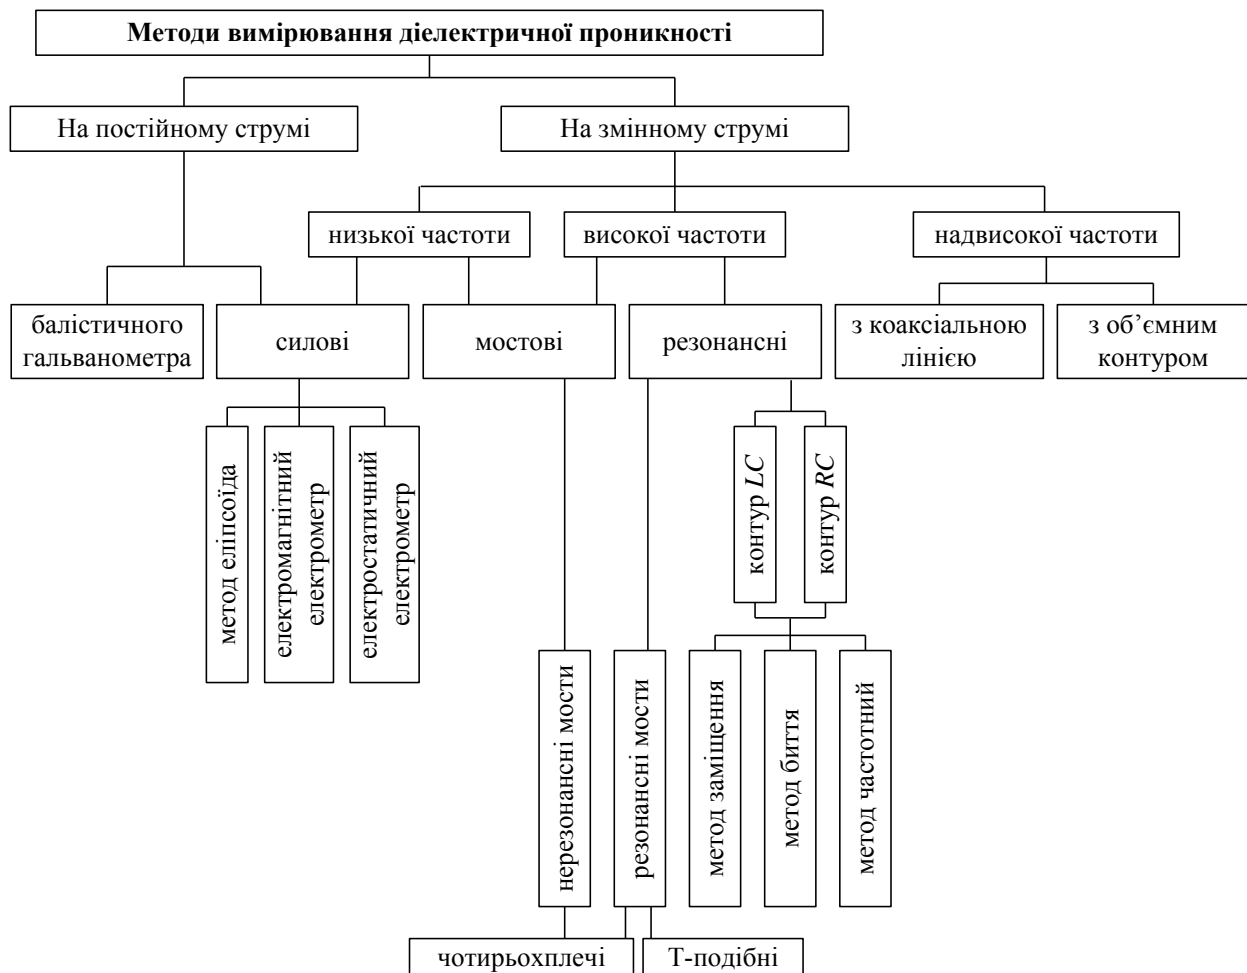 Методи вимірювання діелектричної проникності
На постійному струмі
На змінному струмі
низької частоти
високої частоти
надвисокої частоти
балістичного
гальванометра
силові
мостові
резонансні
з коаксіальною
лінією
з об’ємним
контуром
метод еліпсоїда
електромагнітний
електрометр
електростатичний
електрометр
контур LC
контур RC
нерезонансні мости
резонансні мости
метод заміщення
метод биття
метод частотний
чотирьохплечі
Т-подібні